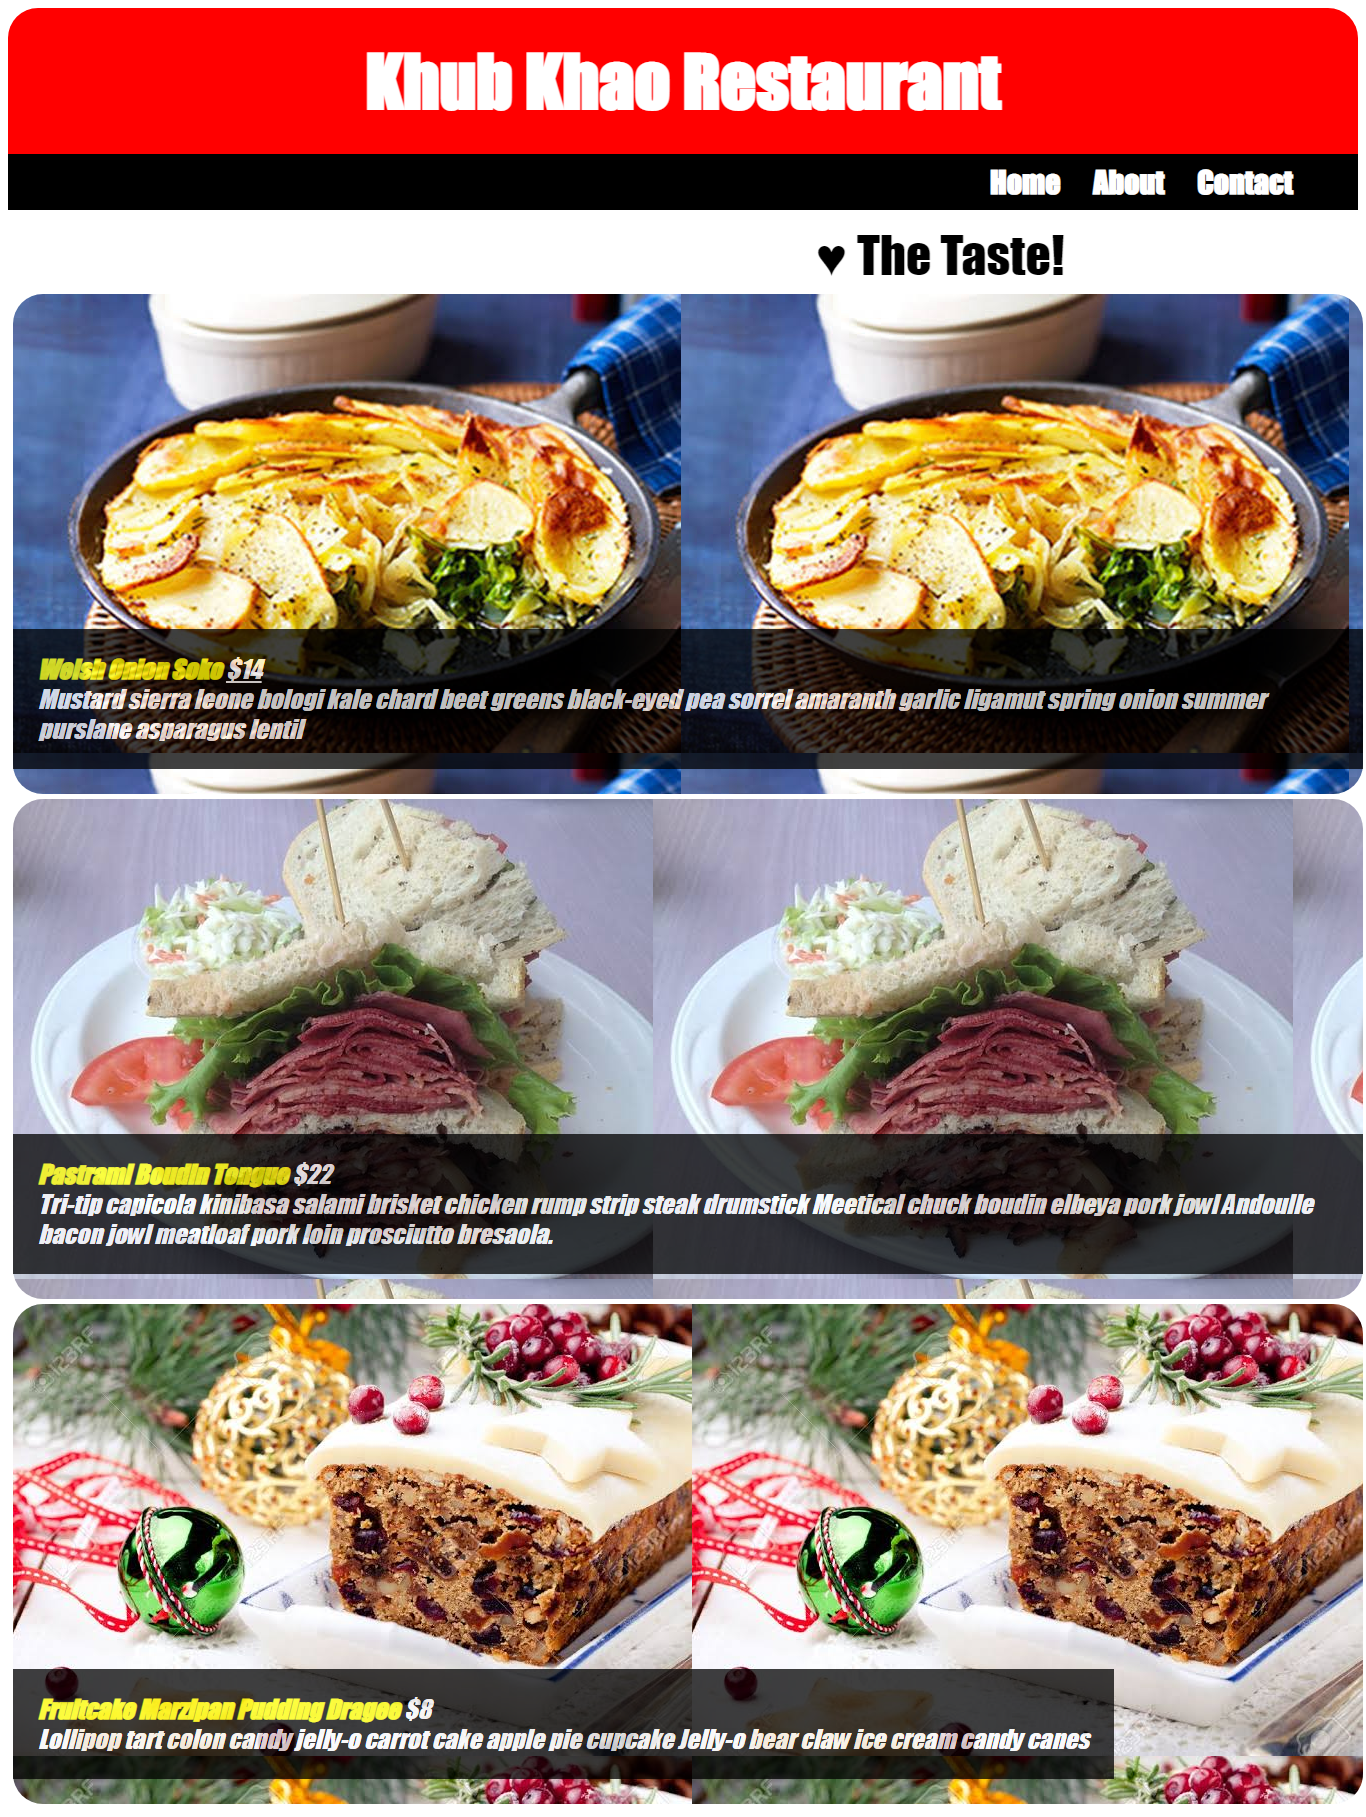 Khub Khao Restaurant
Home About Contact
♥ The Taste!
Welsh Onion Soko $14
Mustard sierra leone bologi kale chard beet greens black-eyed pea sorrel amaranth garlic ligamut spring onion summer
purslane asparagus lentil
Pastrami Boudin Tongue $22
Tri-tip capicola kinibasa salami brisket chicken rump strip steak drumstick Meetical chuck boudin elbeya pork jowl Andoulle
bacon jowl meatloaf pork loin prosciutto bresaola.
Fruitcake Marzipan Pudding Dragee $8
Lollipop tart colon candy jelly-o carrot cake apple pie cupcake Jelly-o bear claw ice cream candy canes